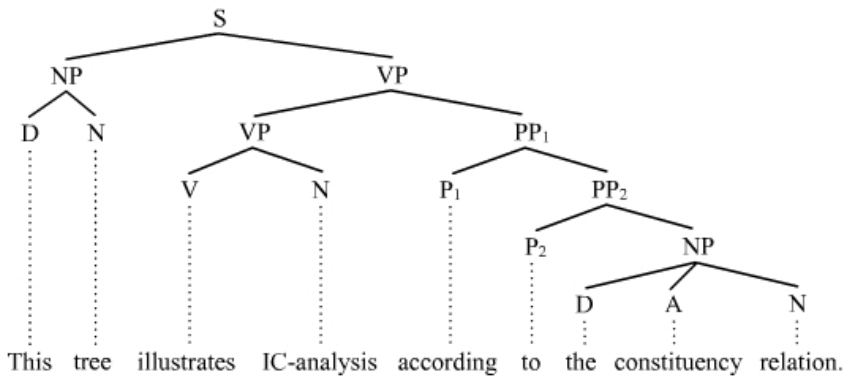 S
NP VP
D N VP PP₁
V N P₁ PP₂
P₂ NP
D A N
This tree illustrates IC-analysis according to the constituency relation.